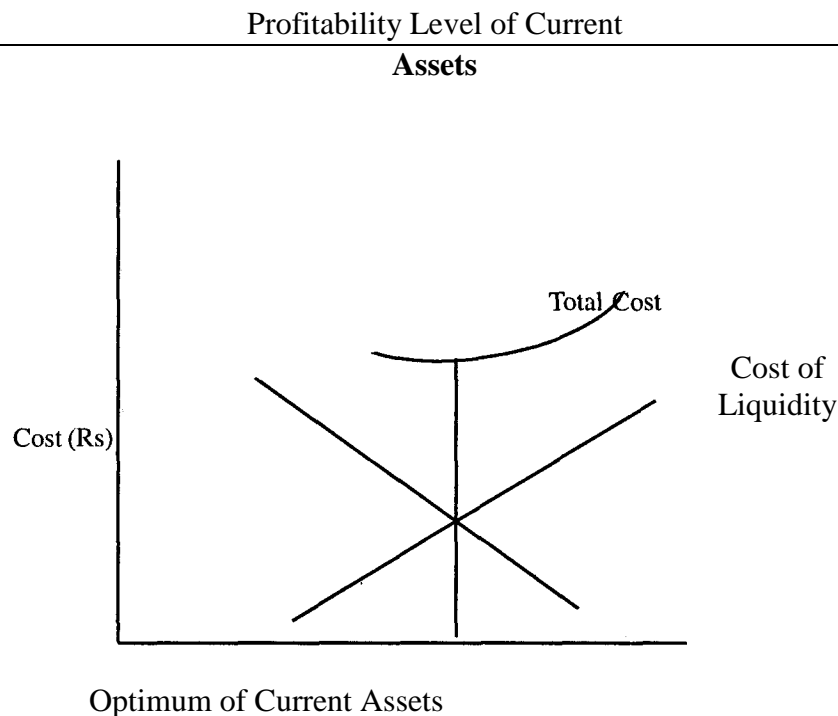 Profitability Level of Current
Assets
Total Cost
Cost of
Liquidity
Cost (Rs)
Optimum of Current Assets